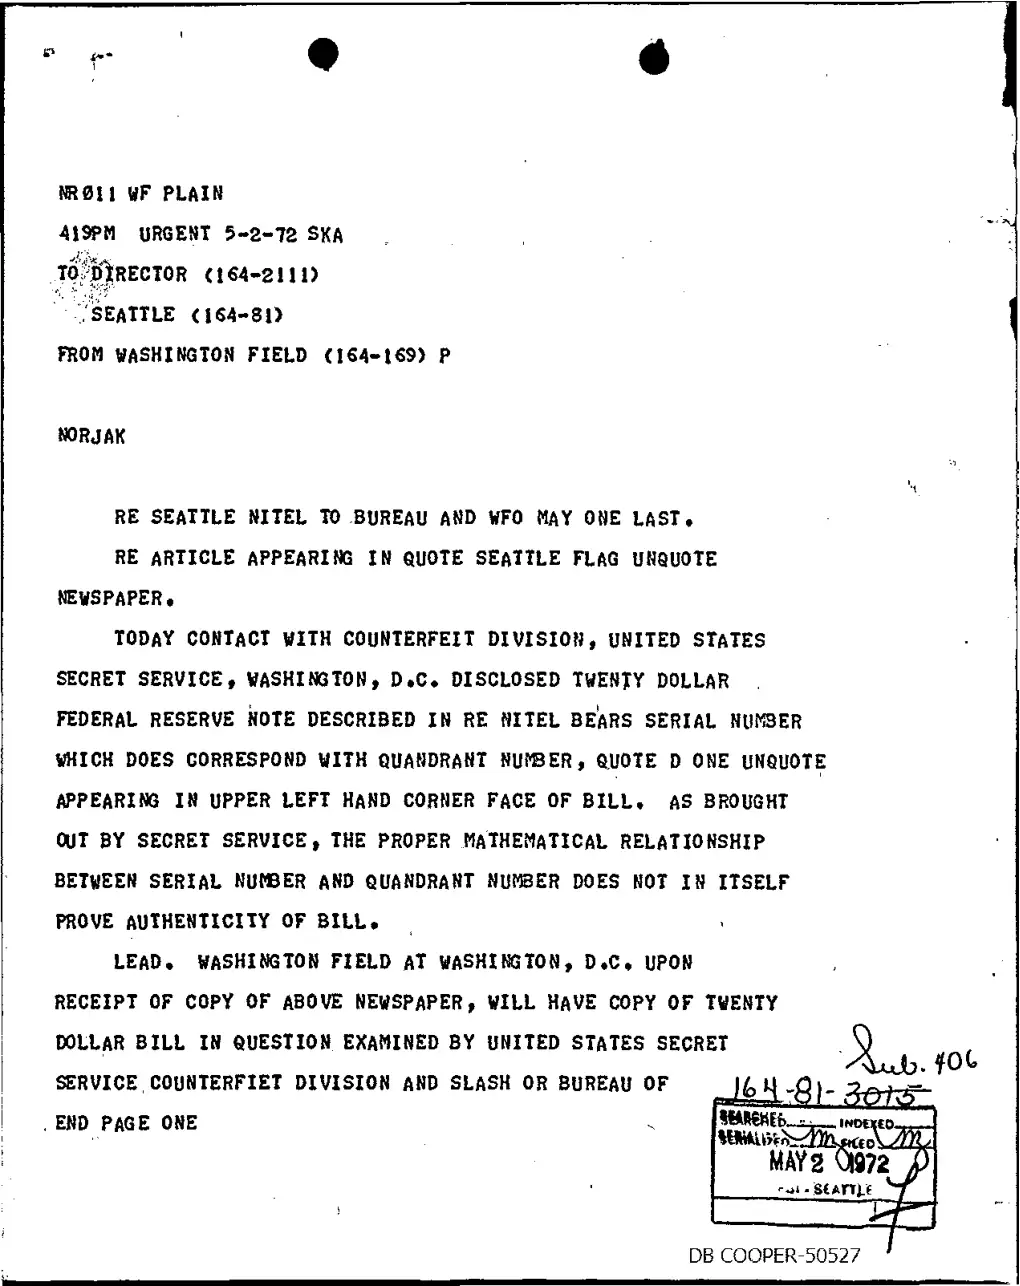 NR011 WF PLAIN
419PM URGENT 5-2-72 SKA
TO DIRECTOR (164-2111)
SEATTLE (164-81)
FROM WASHINGTON FIELD (164-169) P
NORJAK
RE SEATTLE NITEL TO BUREAU AND WFO MAY ONE LAST.
RE ARTICLE APPEARING IN QUOTE SEATTLE FLAG UNQUOTE
NEWSPAPER.
TODAY CONTACT WITH COUNTERFEIT DIVISION, UNITED STATES
SECRET SERVICE, WASHINGTON, D.C. DISCLOSED TWENTY DOLLAR
FEDERAL RESERVE NOTE DESCRIBED IN RE NITEL BEARS SERIAL NUMBER
WHICH DOES CORRESPOND WITH QUANDRANT NUMBER, QUOTE D ONE UNQUOTE
APPEARING IN UPPER LEFT HAND CORNER FACE OF BILL. AS BROUGHT
OUT BY SECRET SERVICE, THE PROPER MATHEMATICAL RELATIONSHIP
BETWEEN SERIAL NUMBER AND QUANDRANT NUMBER DOES NOT IN ITSELF
PROVE AUTHENTICITY OF BILL.
LEAD. WASHINGTON FIELD AT WASHINGTON, D.C. UPON
RECEIPT OF COPY OF ABOVE NEWSPAPER, WILL HAVE COPY OF TWENTY
DOLLAR BILL IN QUESTION EXAMINED BY UNITED STATES SECRET
SERVICE COUNTERFIET DIVISION AND SLASH OR BUREAU OF
END PAGE ONE
Sub. 406
164-81-3015
SEARCHED INDEXED
SERIALIZED FILED
MAY 2 1972
SEATTLE
DB COOPER-50527